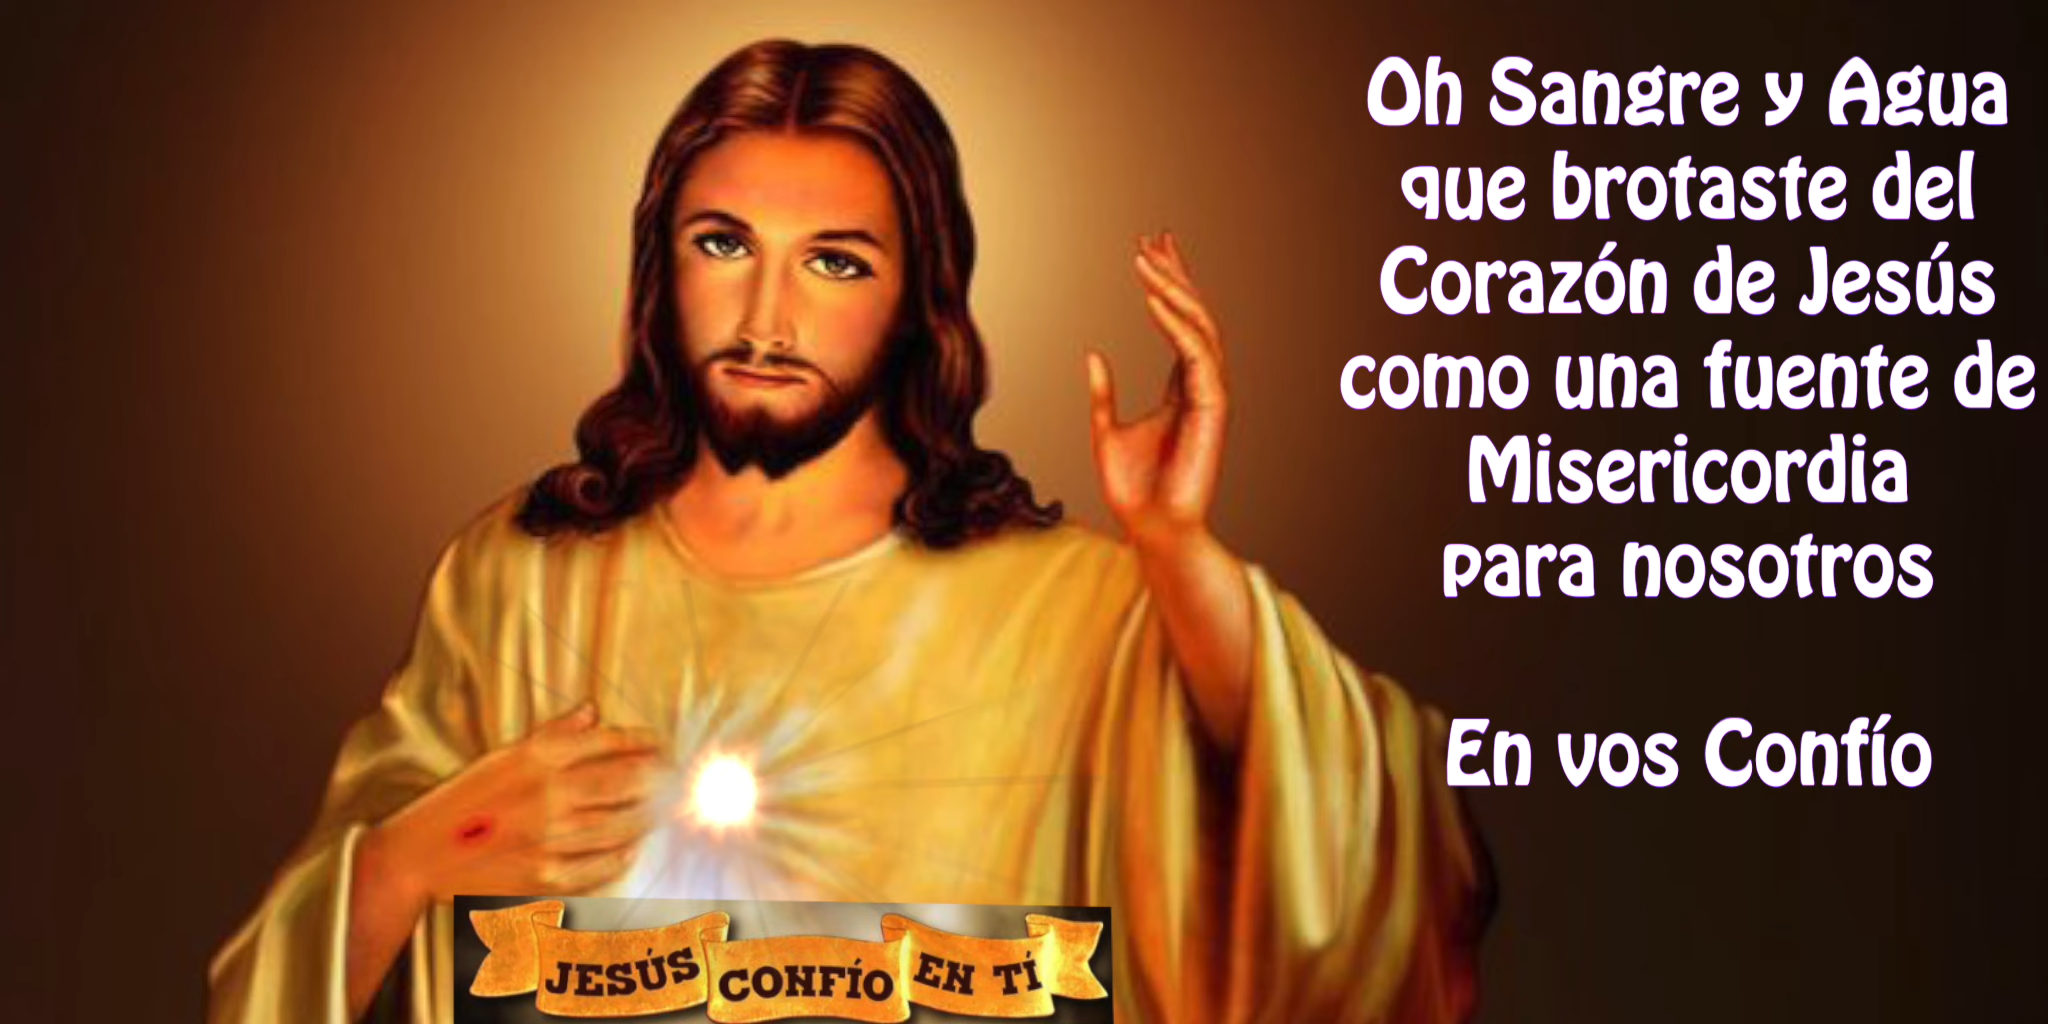 Oh Sangre y Agua
que brotaste del
Corazón de Jesús
como una fuente de
Misericordia
para nosotros
En vos Confío
JESÚS CONFÍO EN TÍ